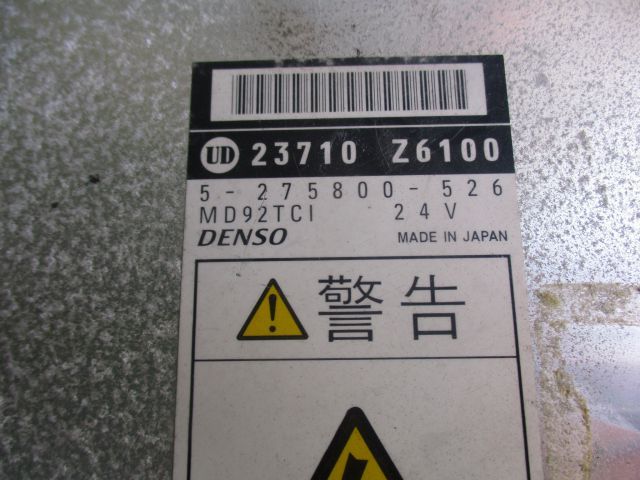 UD 23710 Z6100
5-275800-526
MD92TCI 24V
DENSO MADE IN JAPAN
警告